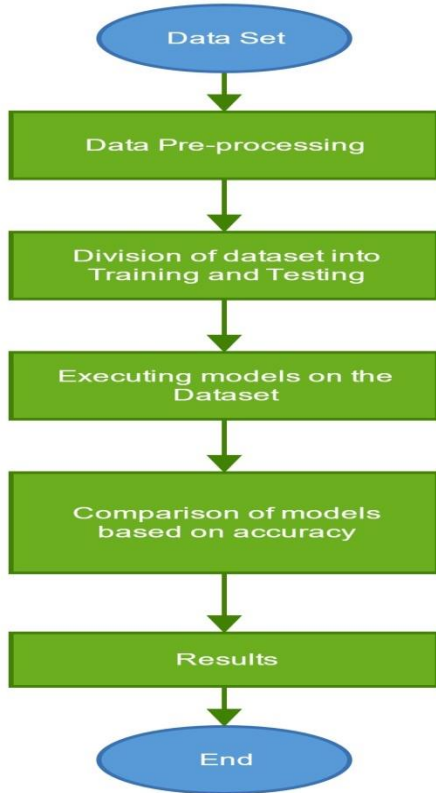 Data Set
Data Pre-processing
Division of dataset into
Training and Testing
Executing models on the
Dataset
Comparison of models
based on accuracy
Results
End